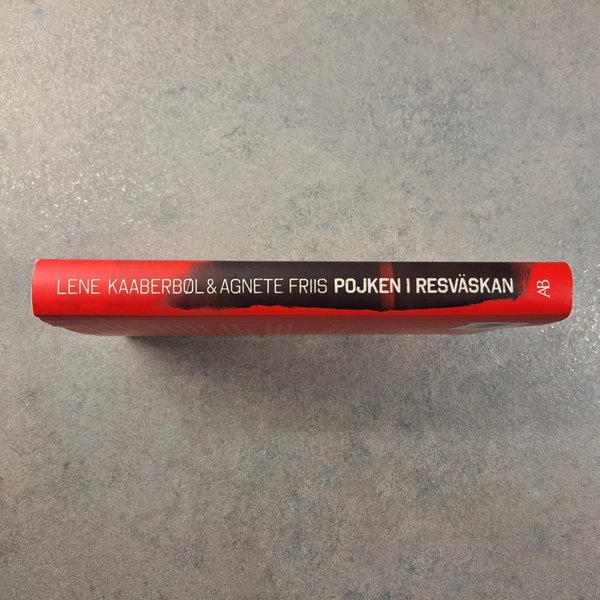 LENE KAABERBØL & AGNETE FRIIS POJKEN I RESVÄSKAN AB